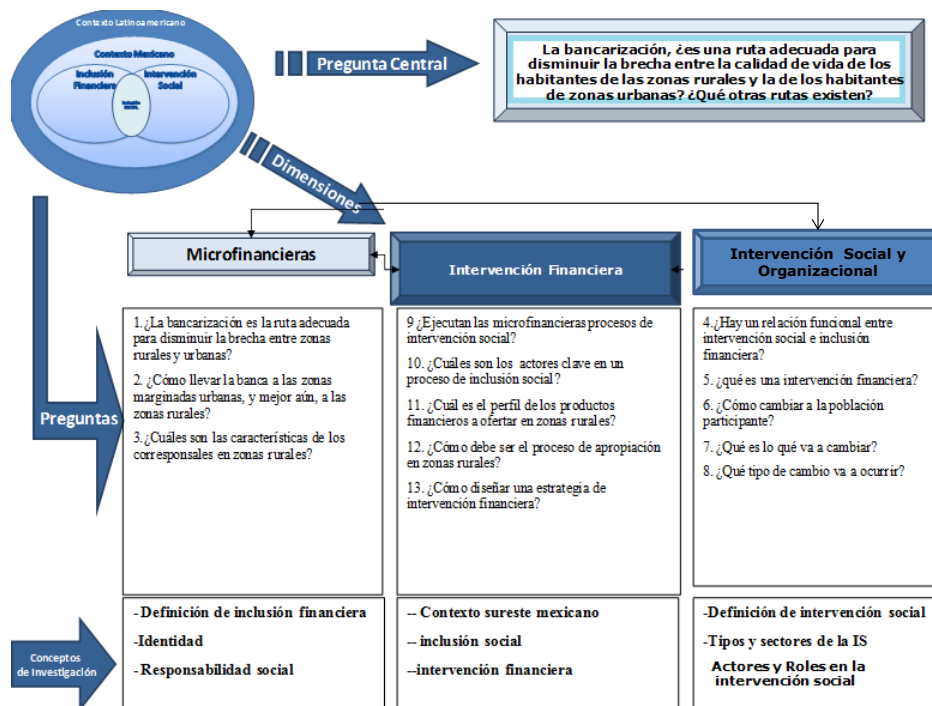 Contexto Latinoamericano
Contexto Mexicano
Inclusión
Financiera
Intervención
Social
Pregunta Central
La bancarización, ¿es una ruta adecuada para
disminuir la brecha entre la calidad de vida de los
habitantes de las zonas rurales y la de los habitantes
de zonas urbanas? ¿Qué otras rutas existen?
Dimensiones
Microfinancieras
Intervención Financiera
Intervención Social y
Organizacional
Preguntas
1. ¿La bancarización es la ruta adecuada
para disminuir la brecha entre zonas
rurales y urbanas?
2. ¿Cómo llevar la banca a las zonas
marginadas urbanas, y mejor aún, a las
zonas rurales?
3. ¿Cuáles son las características de los
corresponsales en zonas rurales?
9 ¿Ejecutan las microfinancieras procesos de
intervención social?
10. ¿Cuáles son los actores clave en un
proceso de inclusión social?
11. ¿Cuál es el perfil de los productos
financieros a ofertar en zonas rurales?
12. ¿Cómo debe ser el proceso de apropiación
en zonas rurales?
13. ¿Cómo diseñar una estrategia de
intervención financiera?
4. ¿Hay un relación funcional entre
intervención social e inclusión
financiera?
5. ¿qué es una intervención financiera?
6. ¿Cómo cambiar a la población
participante?
7. ¿Qué es lo qué va a cambiar?
8. ¿Qué tipo de cambio va a ocurrir?
Conceptos
de Investigación
-Definición de inclusión financiera
-Identidad
- Responsabilidad social
-- Contexto sureste mexicano
-- inclusión social
--intervención financiera
-Definición de intervención social
-Tipos y sectores de la IS
Actores y Roles en la
intervención social